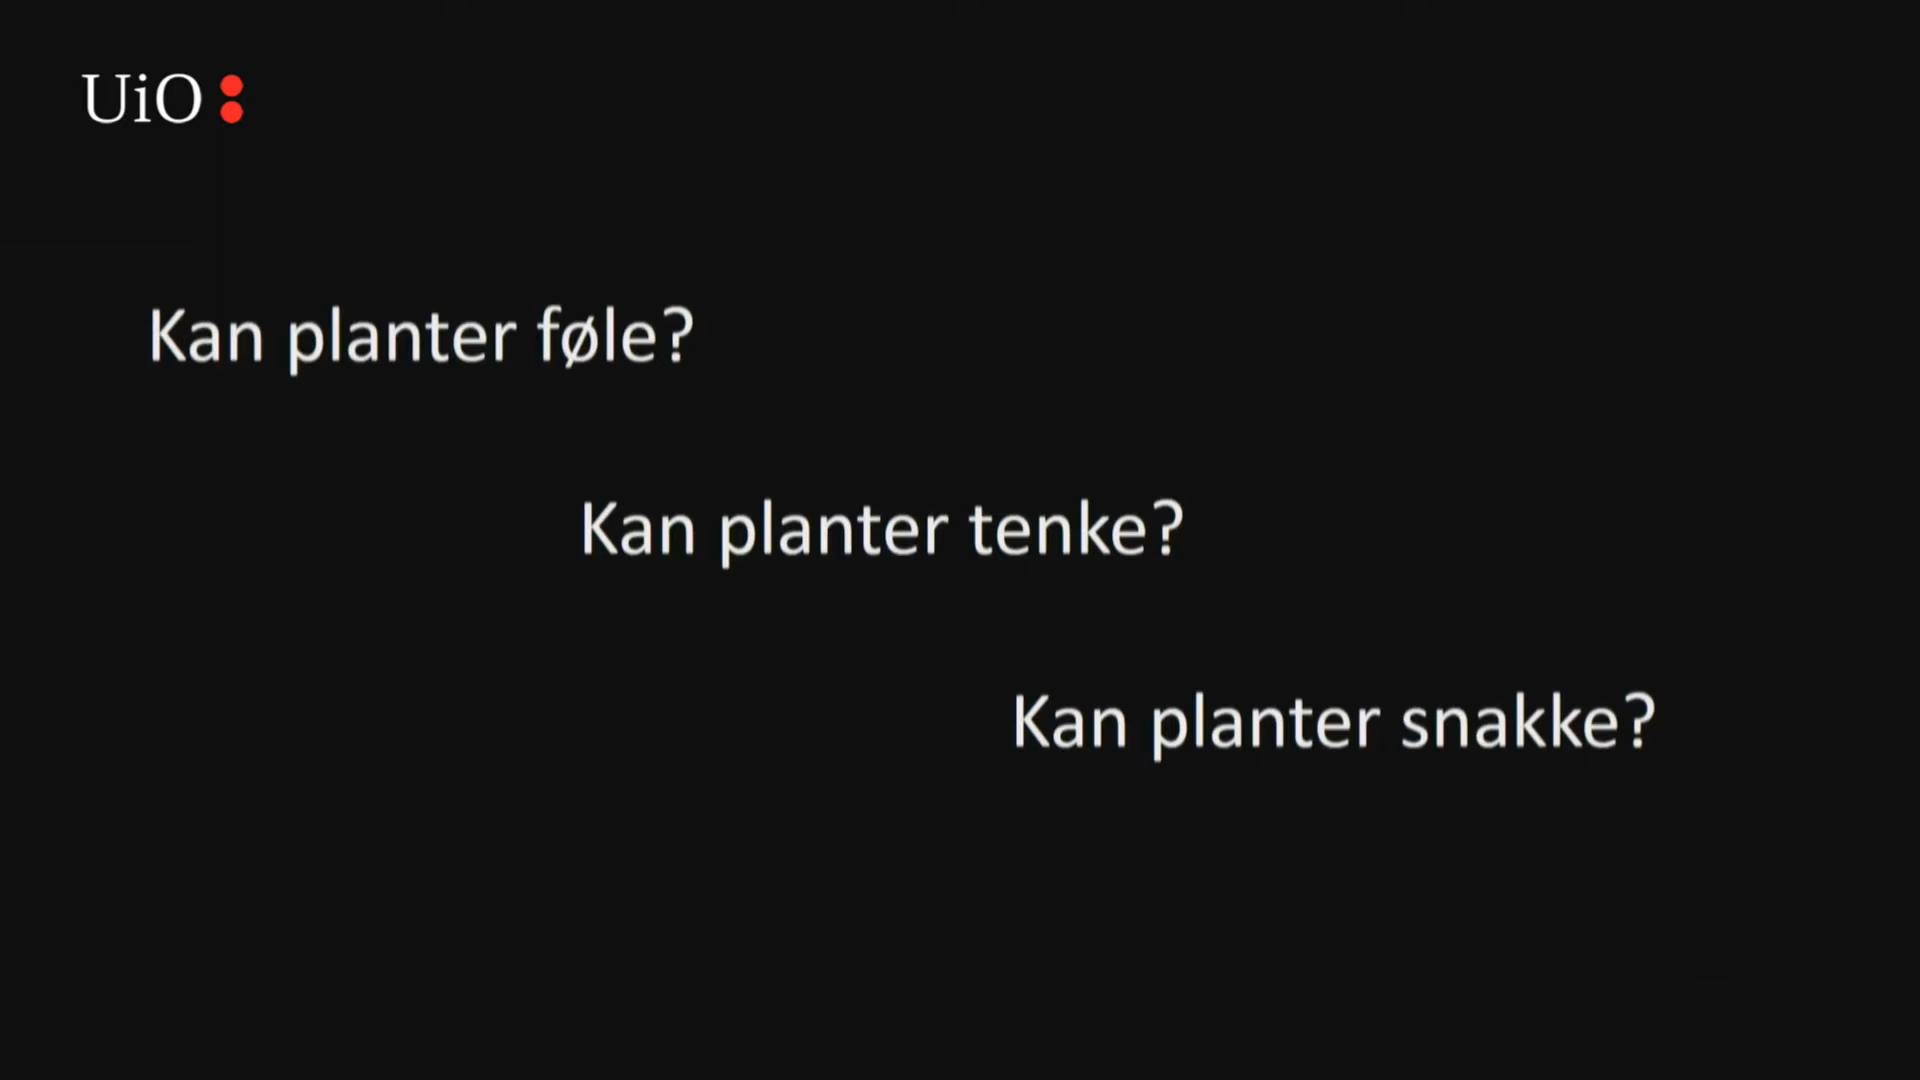 UiO:
Kan planter føle?
Kan planter tenke?
Kan planter snakke?